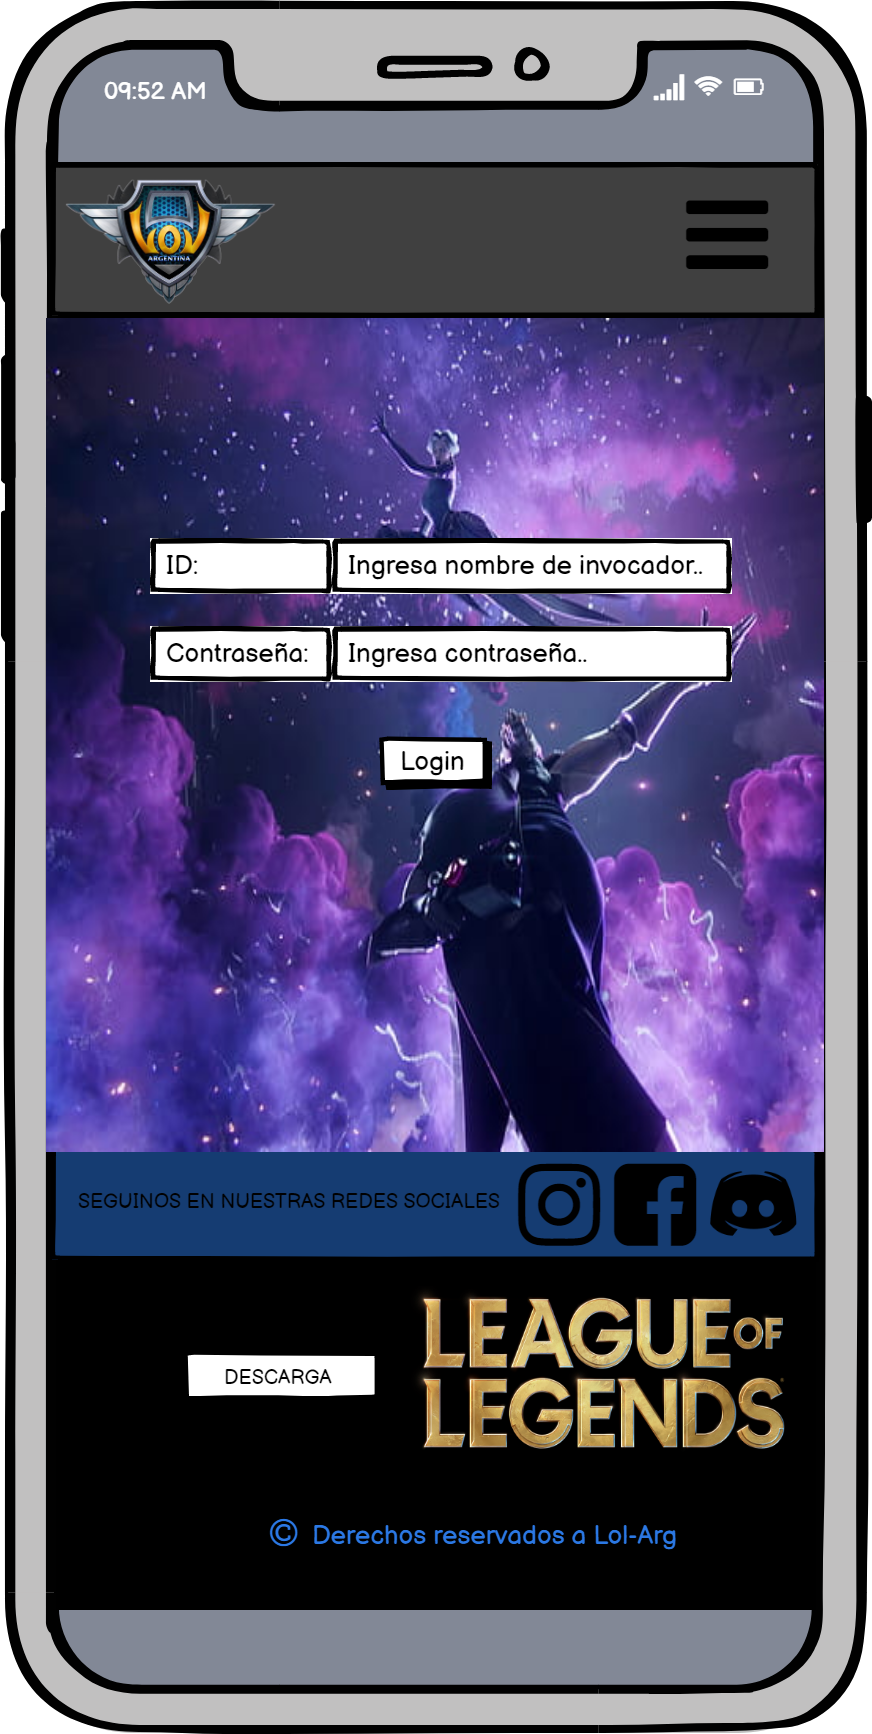 09:52 AM
LOL
ARGENTINA
ID: Ingresa nombre de invocador..
Contraseña: Ingresa contraseña..
Login
SEGUINOS EN NUESTRAS REDES SOCIALES
LEAGUE OF
LEGENDS
DESCARGA
© Derechos reservados a Lol-Arg